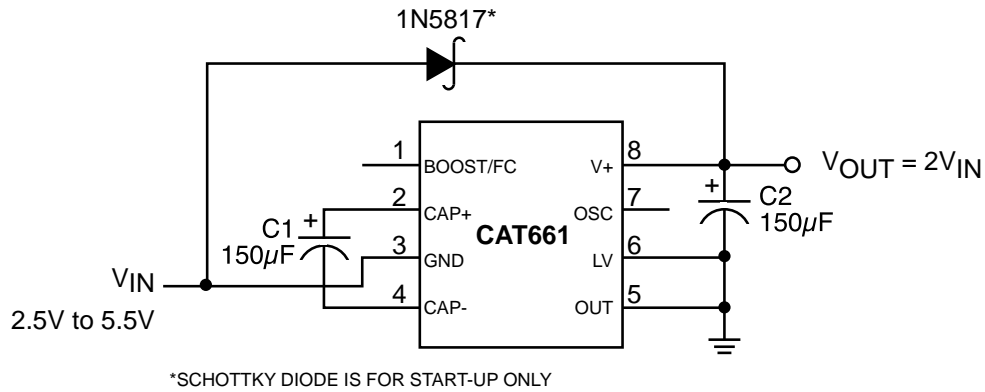 1N5817*
1 BOOST/FC
2 CAP+
3 GND
4 CAP-
CAT661
V+ 8
OSC 7
LV 6
OUT 5
C1 +
150µF
+ C2
150µF
VOUT = 2VIN
VIN
2.5V to 5.5V
*SCHOTTKY DIODE IS FOR START-UP ONLY